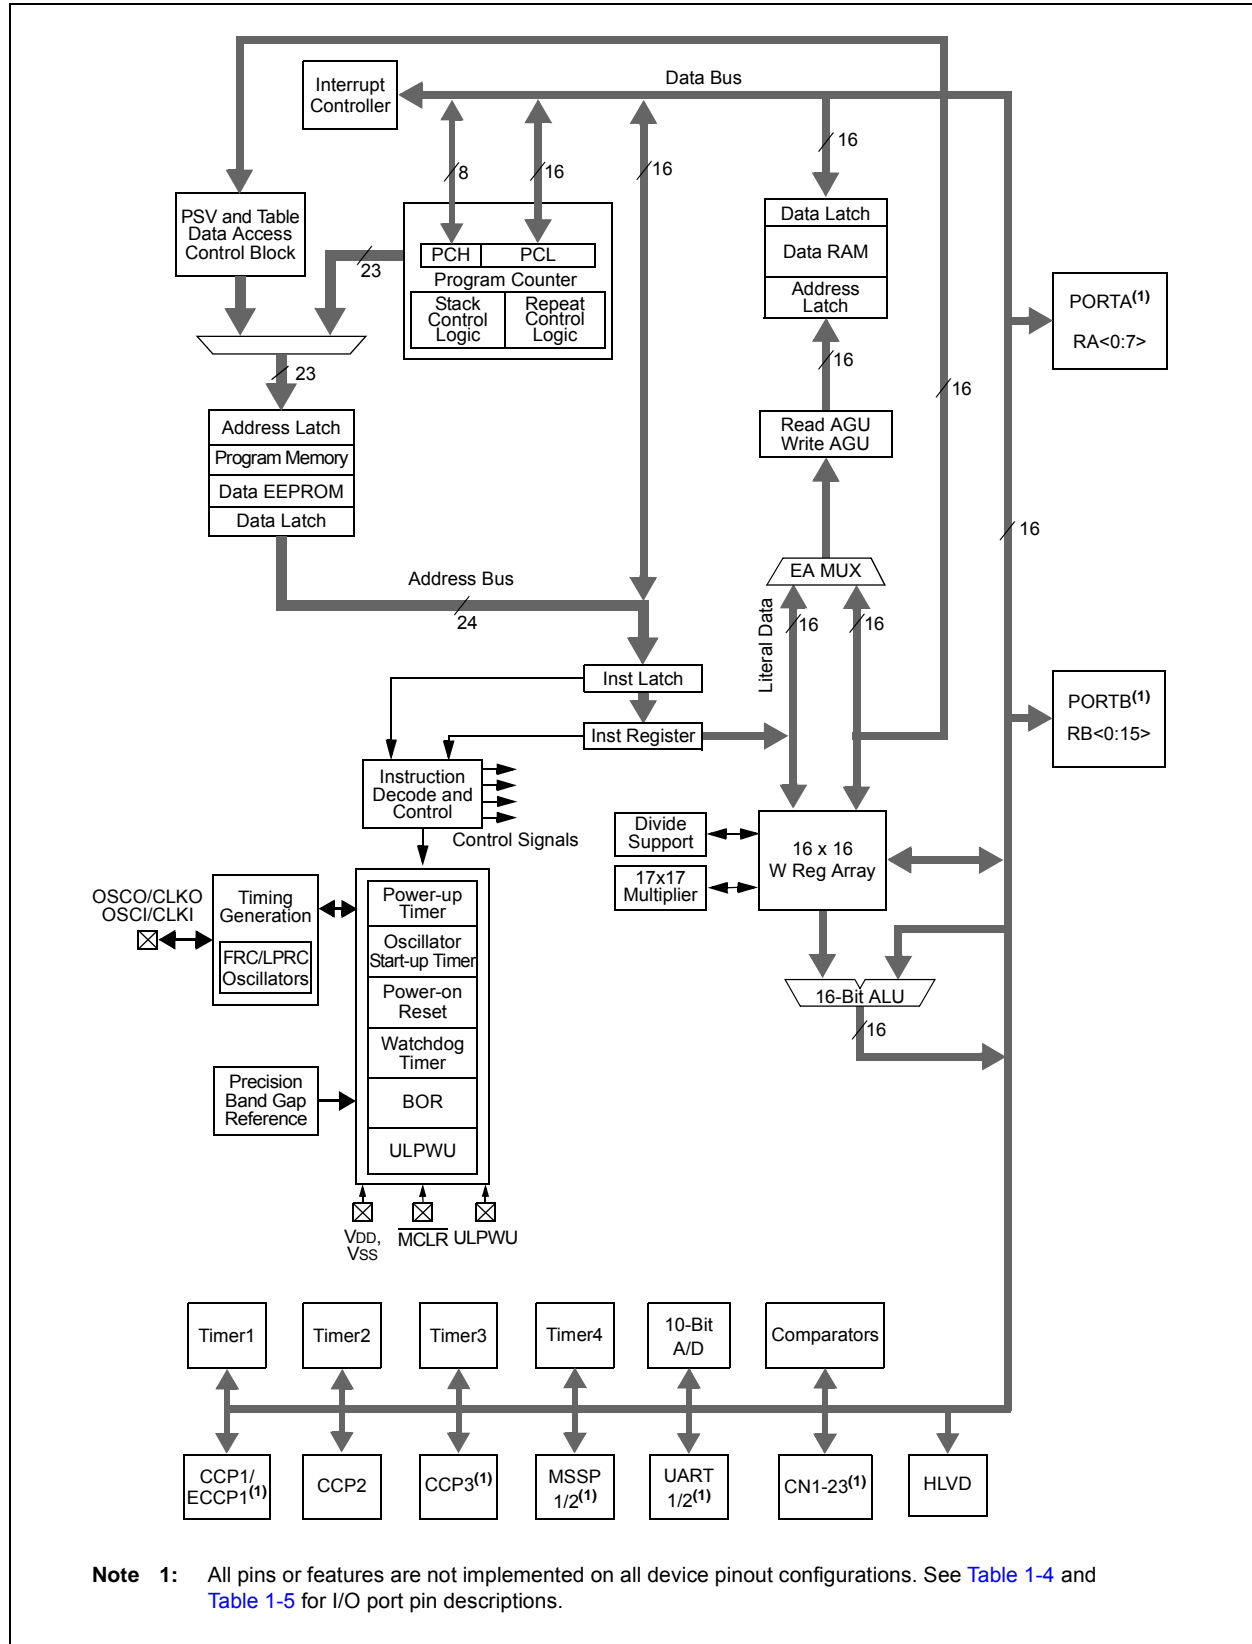 Data Bus
Interrupt
Controller
8
16
16
16
PSV and Table
Data Access
Control Block
23
PCH
PCL
Program Counter
Stack
Control
Logic
Repeat
Control
Logic
Data Latch
Data RAM
Address
Latch
PORTA(1)
RA<0:7>
23
16
16
Address Latch
Program Memory
Data EEPROM
Data Latch
Read AGU
Write AGU
16
EA MUX
Address Bus
24
Literal Data
16
16
Inst Latch
Inst Register
PORTB(1)
RB<0:15>
Instruction
Decode and
Control
Control Signals
Divide
Support
17x17
Multiplier
16 x 16
W Reg Array
OSCO/CLKO
OSCI/CLKI
Timing
Generation
FRC/LPRC
Oscillators
Power-up
Timer
Oscillator
Start-up Timer
Power-on
Reset
Watchdog
Timer
BOR
ULPWU
16-Bit ALU
16
Precision
Band Gap
Reference
VDD,
VSS
MCLR
ULPWU
Timer1
Timer2
Timer3
Timer4
10-Bit
A/D
Comparators
CCP1/
ECCP1(1)
CCP2
CCP3(1)
MSSP
1/2(1)
UART
1/2(1)
CN1-23(1)
HLVD
Note 1: All pins or features are not implemented on all device pinout configurations. See Table 1-4 and
Table 1-5 for I/O port pin descriptions.